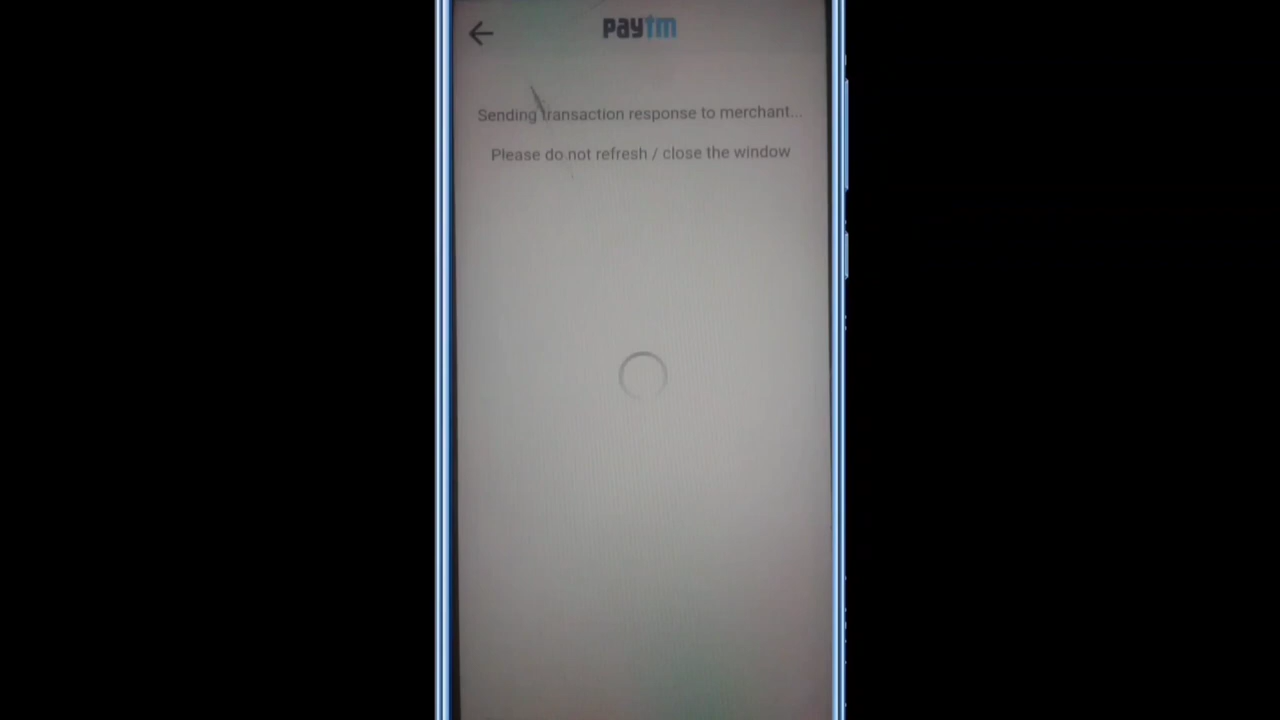 paytm
Sending transaction response to merchant...
Please do not refresh / close the window